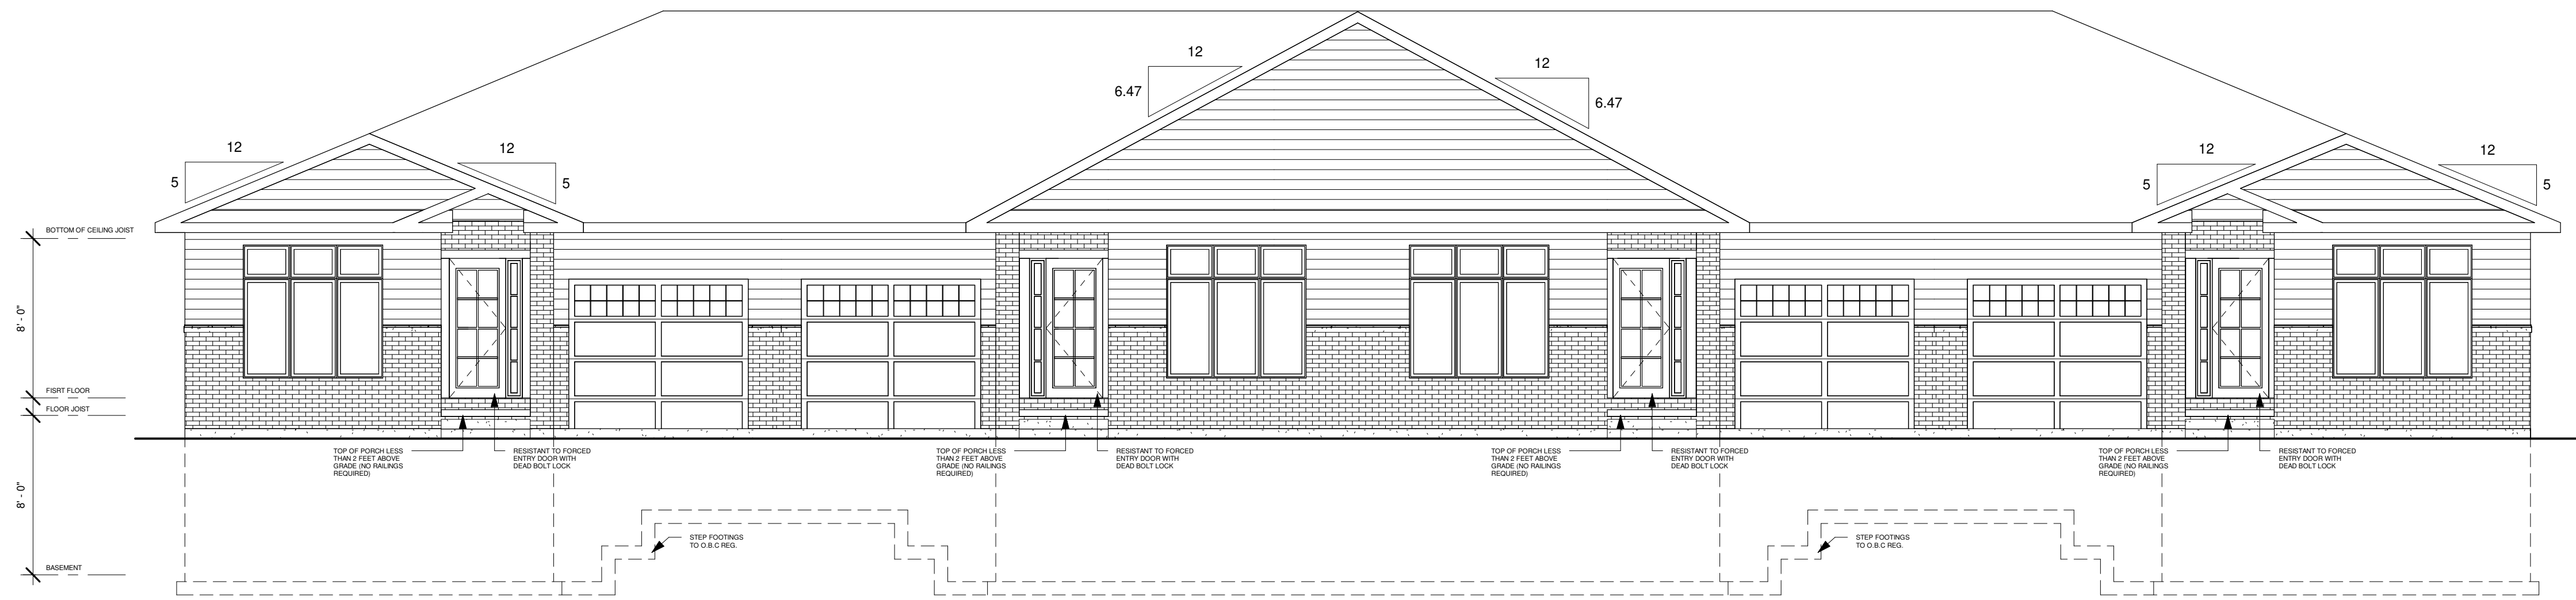 12
12
6.47
6.47
12
12
5
5
12
12
5
5
BOTTOM OF CEILING JOIST
8' - 0"
FISRT FLOOR
FLOOR JOIST
TOP OF PORCH LESS
THAN 2 FEET ABOVE
GRADE (NO RAILINGS
REQUIRED)
RESISTANT TO FORCED
ENTRY DOOR WITH
DEAD BOLT LOCK
TOP OF PORCH LESS
THAN 2 FEET ABOVE
GRADE (NO RAILINGS
REQUIRED)
RESISTANT TO FORCED
ENTRY DOOR WITH
DEAD BOLT LOCK
TOP OF PORCH LESS
THAN 2 FEET ABOVE
GRADE (NO RAILINGS
REQUIRED)
RESISTANT TO FORCED
ENTRY DOOR WITH
DEAD BOLT LOCK
TOP OF PORCH LESS
THAN 2 FEET ABOVE
GRADE (NO RAILINGS
REQUIRED)
RESISTANT TO FORCED
ENTRY DOOR WITH
DEAD BOLT LOCK
8' - 0"
STEP FOOTINGS
TO O.B.C REG.
STEP FOOTINGS
TO O.B.C REG.
BASEMENT